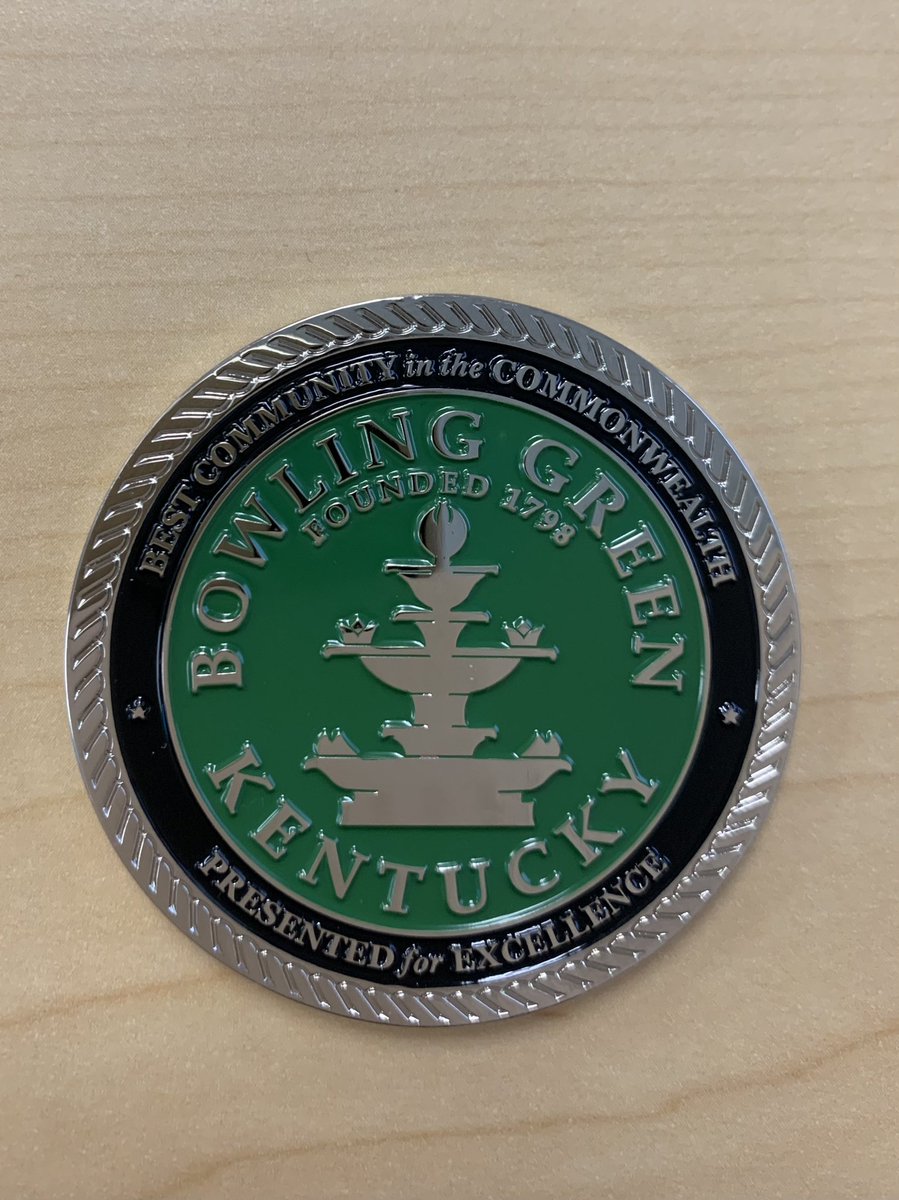 BEST COMMUNITY in the COMMONWEALTH
BOWLING GREEN
FOUNDED 1798
KENTUCKY
PRESENTED for EXCELLENCE